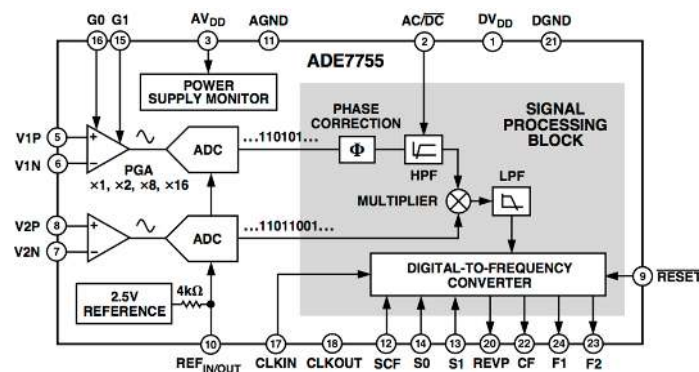 G0 G1 AVDD AGND AC/DC DVDD DGND
16 15 3 11 2 1 21
ADE7755
POWER
SUPPLY MONITOR
PHASE
CORRECTION
SIGNAL
PROCESSING
BLOCK
V1P 5 +
V1N 6 −
ADC
...110101...
Φ
HPF
LPF
PGA
×1, ×2, ×8, ×16
MULTIPLIER
V2P 8 +
V2N 7 −
ADC
...11011001...
DIGITAL-TO-FREQUENCY
CONVERTER
9 RESET
2.5V
REFERENCE
4kΩ
10 17 18 12 14 13 20 22 24 23
REFIN/OUT CLKIN CLKOUT SCF S0 S1 REVP CF F1 F2